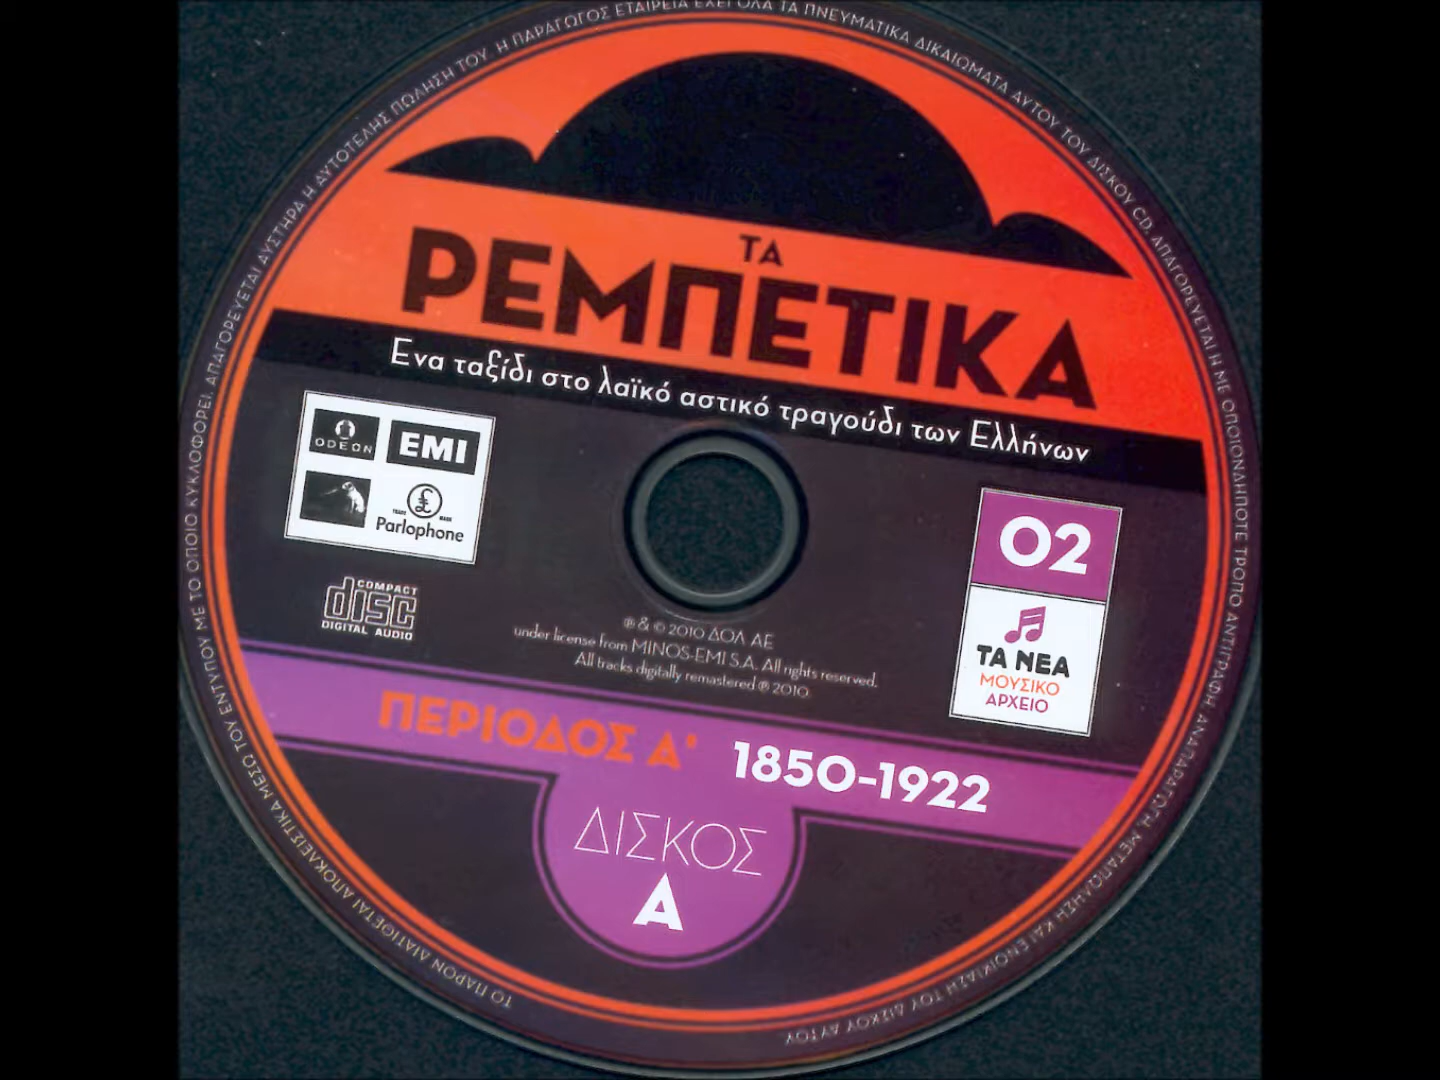 ΤΑ
ΡΕΜΠΕΤΙΚΑ
Ενα ταξίδι στο λαϊκό αστικό τραγούδι των Ελλήνων
ODEON
EMI
TRADE MARK
Parlophone
COMPACT
disc
DIGITAL AUDIO
℗ & © 2010 ΔΟΛ ΑΕ
under license from MINOS-EMI S.A. All rights reserved.
All tracks digitally remastered ℗ 2010.
02
ΤΑ ΝΕΑ
ΜΟΥΣΙΚΟ
ΑΡΧΕΙΟ
ΠΕΡΙΟΔΟΣ Α' 1850-1922
ΔΙΣΚΟΣ
Α
ΤΟ ΠΑΡΟΝ ΔΙΑΤΙΘΕΤΑΙ ΑΠΟΚΛΕΙΣΤΙΚΑ ΜΕΣΩ ΤΟΥ ΕΝΤΥΠΟΥ ΜΕ ΤΟ ΟΠΟΙΟ ΚΥΚΛΟΦΟΡΕΙ. ΑΠΑΓΟΡΕΥΕΤΑΙ ΑΥΣΤΗΡΑ Η ΑΥΤΟΤΕΛΗΣ ΠΩΛΗΣΗ ΤΟΥ. Η ΠΑΡΑΓΩΓΟΣ ΕΤΑΙΡΕΙΑ ΕΧΕΙ ΟΛΑ ΤΑ ΠΝΕΥΜΑΤΙΚΑ ΔΙΚΑΙΩΜΑΤΑ ΑΥΤΟΥ ΤΟΥ ΔΙΣΚΟΥ CD. ΑΠΑΓΟΡΕΥΕΤΑΙ Η ΜΕ ΟΠΟΙΟΝΔΗΠΟΤΕ ΤΡΟΠΟ ΑΝΤΙΓΡΑΦΗ, ΑΝΑΠΑΡΑΓΩΓΗ, ΜΕΤΑΠΩΛΗΣΗ ΚΑΙ ΕΝΟΙΚΙΑΣΗ ΤΟΥ ΔΙΣΚΟΥ ΑΥΤΟΥ